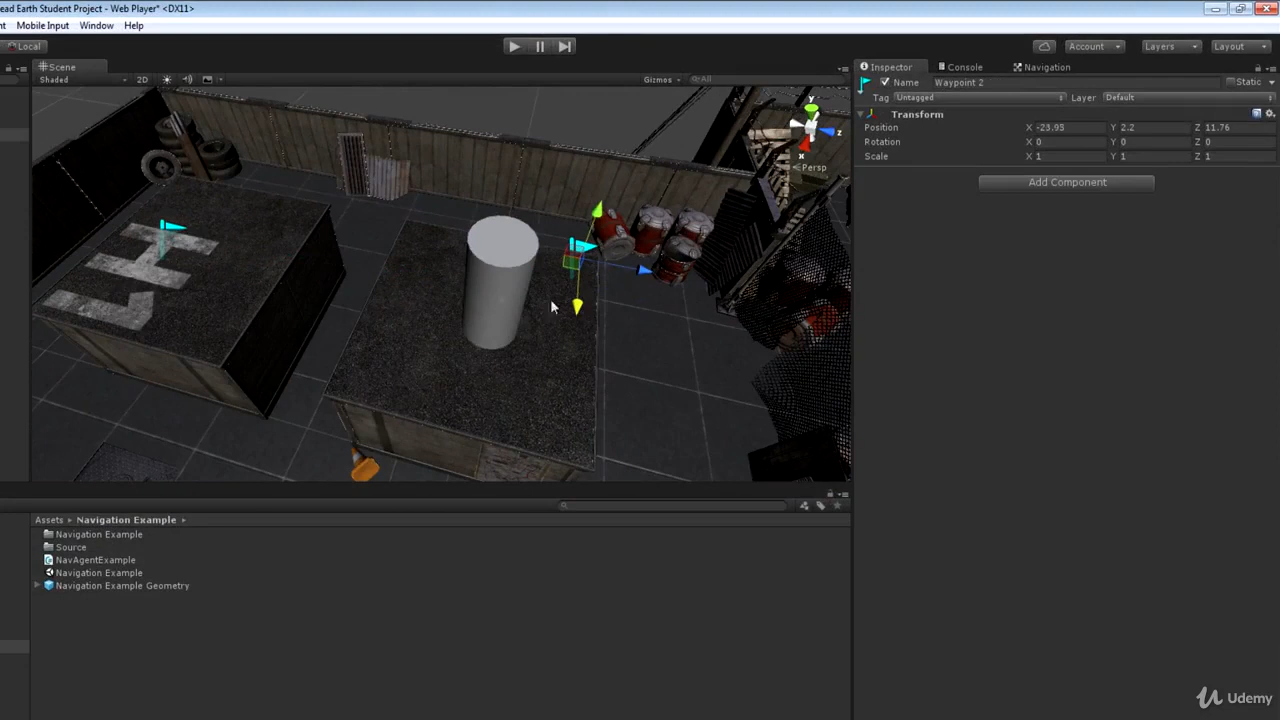 ead Earth Student Project - Web Player* <DX11>
nt Mobile Input Window Help
Local Account Layers Layout
Scene Inspector Console Navigation
Shaded 2D Gizmos All
Name Waypoint 2 Static
Tag Untagged Layer Default
Transform
Position X -23.93 Y 2.2 Z 11.76
Rotation X 0 Y 0 Z 0
Scale X 1 Y 1 Z 1
Add Component
y
z
x
Persp
Assets Navigation Example
Navigation Example
Source
NavAgentExample
Navigation Example
Navigation Example Geometry
Udemy